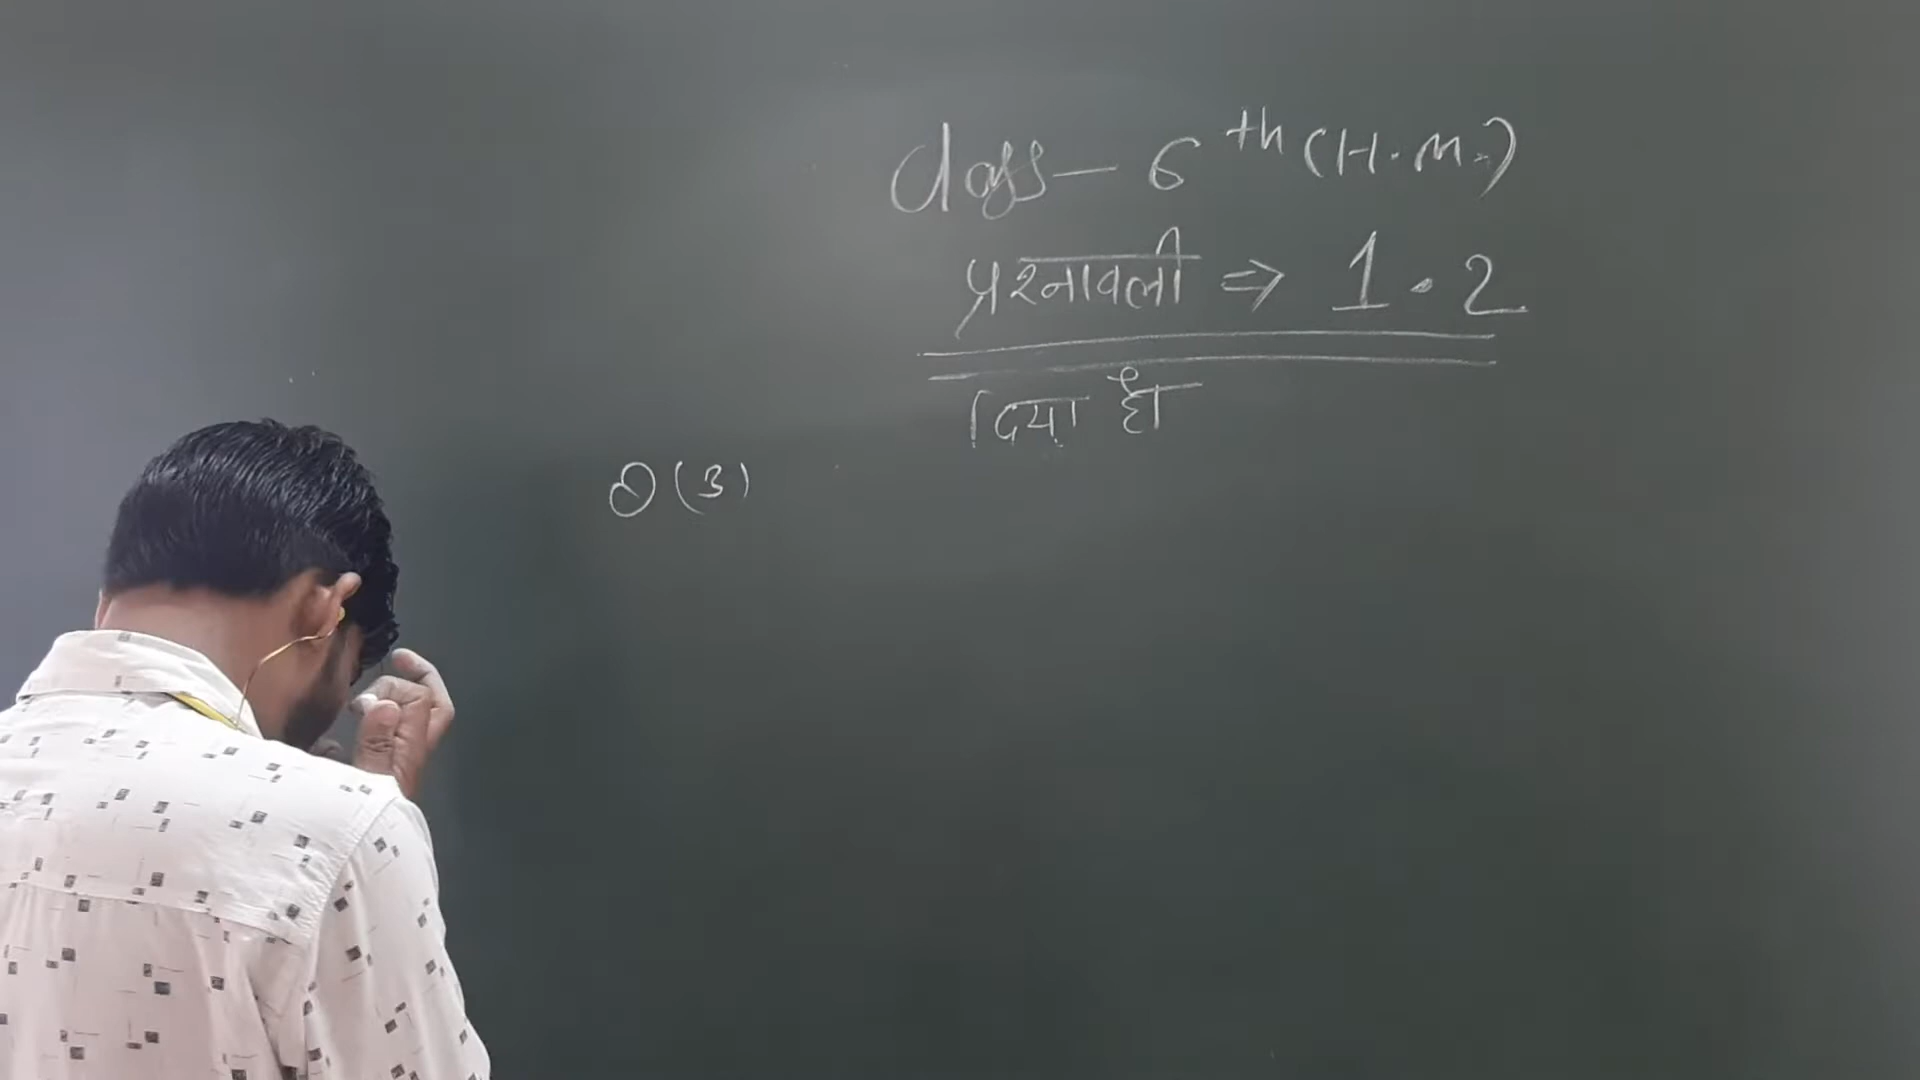 Class – 6th (H.M.)
प्रश्नावली ⇒ 1.2
दिया है
Q (3)